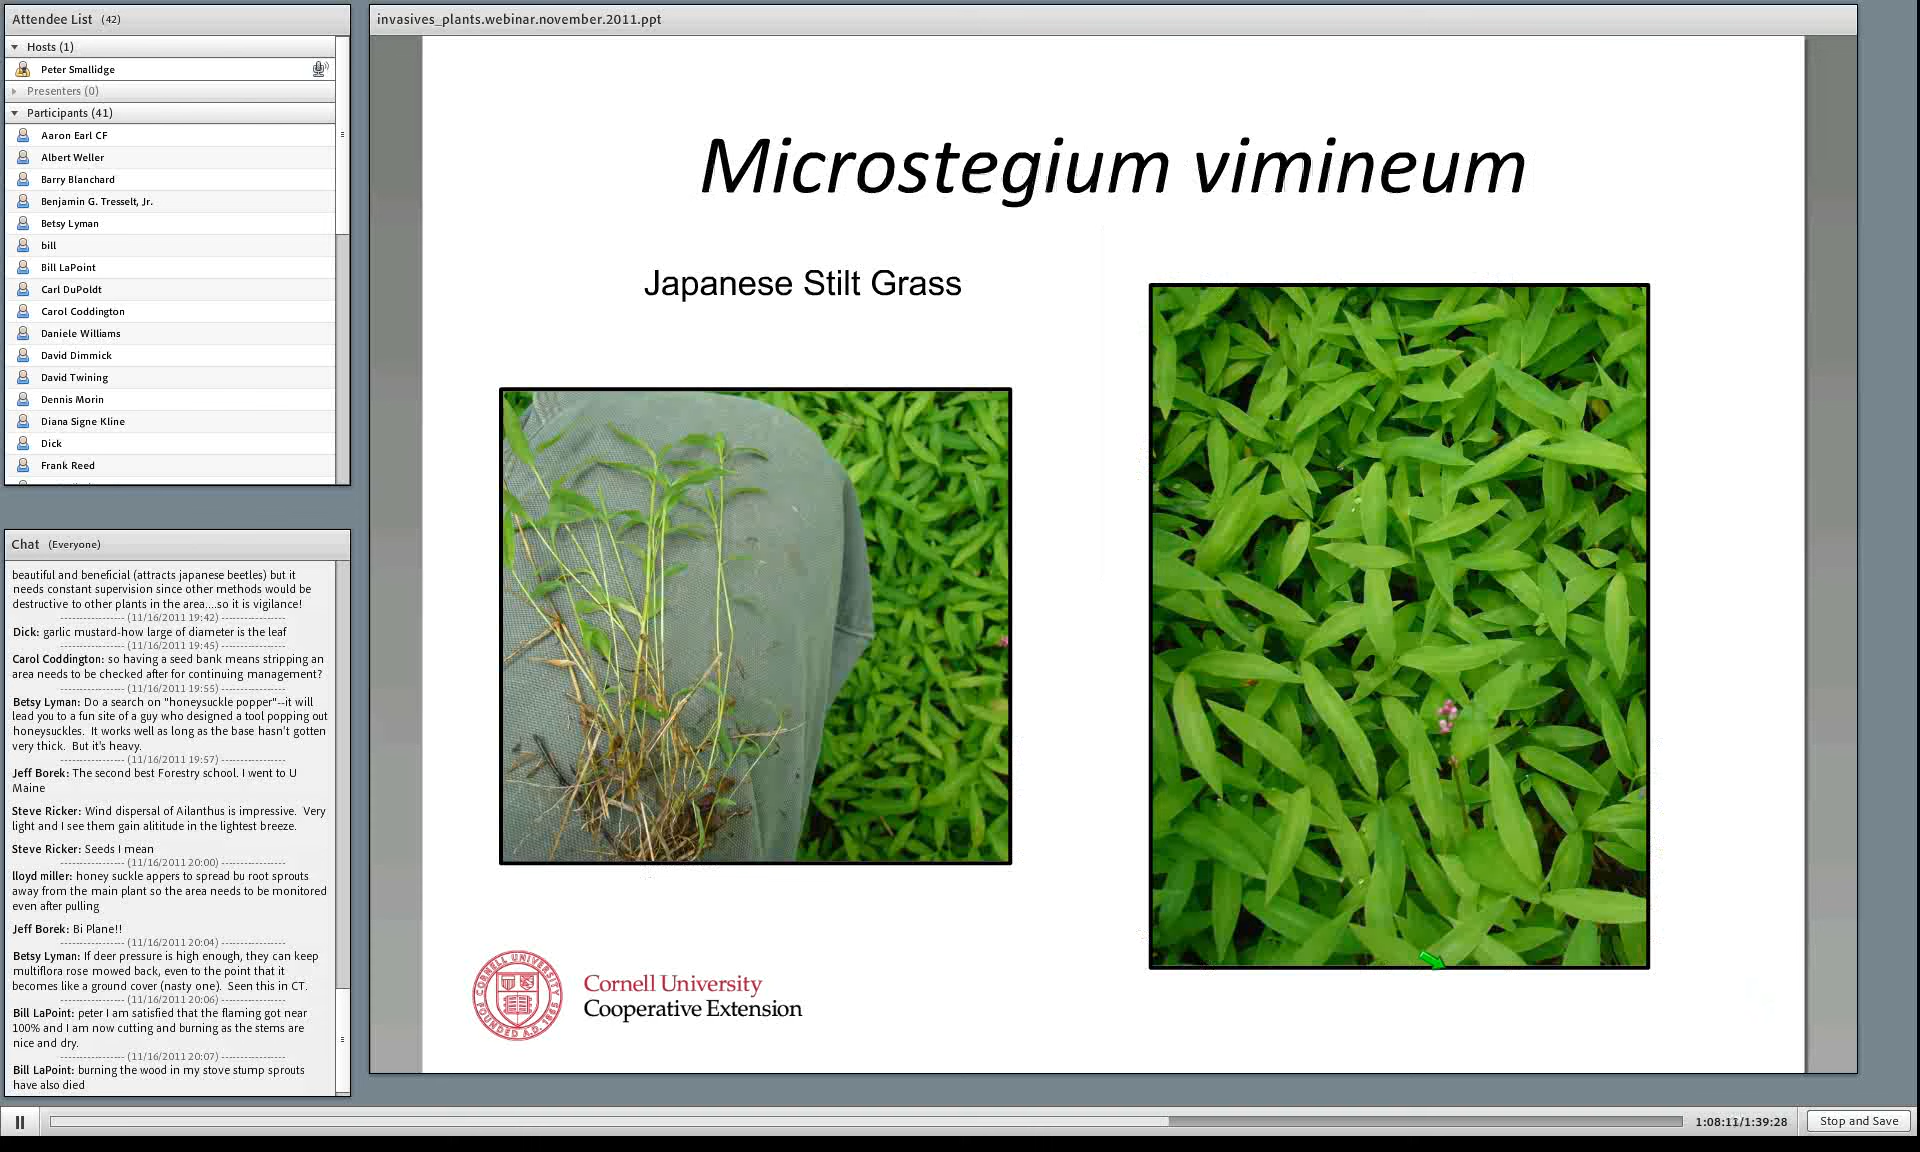 Attendee List (42)
Hosts (1)
Peter Smallidge
Presenters (0)
Participants (41)
Aaron Earl CF
Albert Weller
Barry Blanchard
Benjamin G. Tresselt, Jr.
Betsy Lyman
bill
Bill LaPoint
Carl DuPoldt
Carol Coddington
Daniele Williams
David Dimmick
David Twining
Dennis Morin
Diana Signe Kline
Dick
Frank Reed
Chat (Everyone)
beautiful and beneficial (attracts japanese beetles) but it
needs constant supervision since other methods would be
destructive to other plants in the area....so it is vigilance!
------------------ (11/16/2011 19:42) ------------------
Dick: garlic mustard-how large of diameter is the leaf
------------------ (11/16/2011 19:45) ------------------
Carol Coddington: so having a seed bank means stripping an
area needs to be checked after for continuing management?
------------------ (11/16/2011 19:55) ------------------
Betsy Lyman: Do a search on "honeysuckle popper"--it will
lead you to a fun site of a guy who designed a tool popping out
honeysuckles. It works well as long as the base hasn't gotten
very thick. But it's heavy.
------------------ (11/16/2011 19:57) ------------------
Jeff Borek: The second best Forestry school. I went to U
Maine
Steve Ricker: Wind dispersal of Ailanthus is impressive. Very
light and I see them gain alititude in the lightest breeze.
Steve Ricker: Seeds I mean
------------------ (11/16/2011 20:00) ------------------
lloyd miller: honey suckle appers to spread bu root sprouts
away from the main plant so the area needs to be monitored
even after pulling
Jeff Borek: Bi Plane!!
------------------ (11/16/2011 20:04) ------------------
Betsy Lyman: If deer pressure is high enough, they can keep
multiflora rose mowed back, even to the point that it
becomes like a ground cover (nasty one). Seen this in CT.
------------------ (11/16/2011 20:06) ------------------
Bill LaPoint: peter I am satisfied that the flaming got near
100% and I am now cutting and burning as the stems are
nice and dry.
------------------ (11/16/2011 20:07) ------------------
Bill LaPoint: burning the wood in my stove stump sprouts
have also died
invasives_plants.webinar.november.2011.ppt
Microstegium vimineum
Japanese Stilt Grass
CORNELL UNIVERSITY
FOUNDED A.D. 1865
Cornell University
Cooperative Extension
1:08:11/1:39:28
Stop and Save